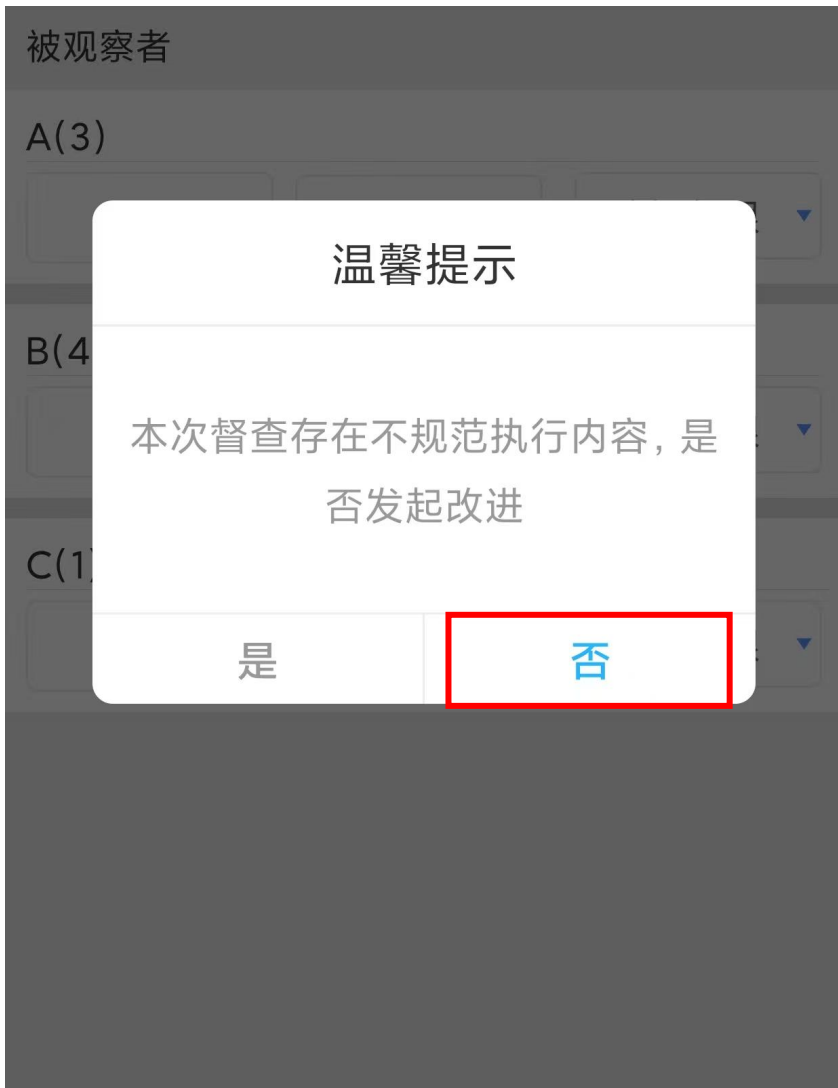 被观察者
A(3)
温馨提示
B(4
本次督查存在不规范执行内容，是
否发起改进
C(1)
是
否